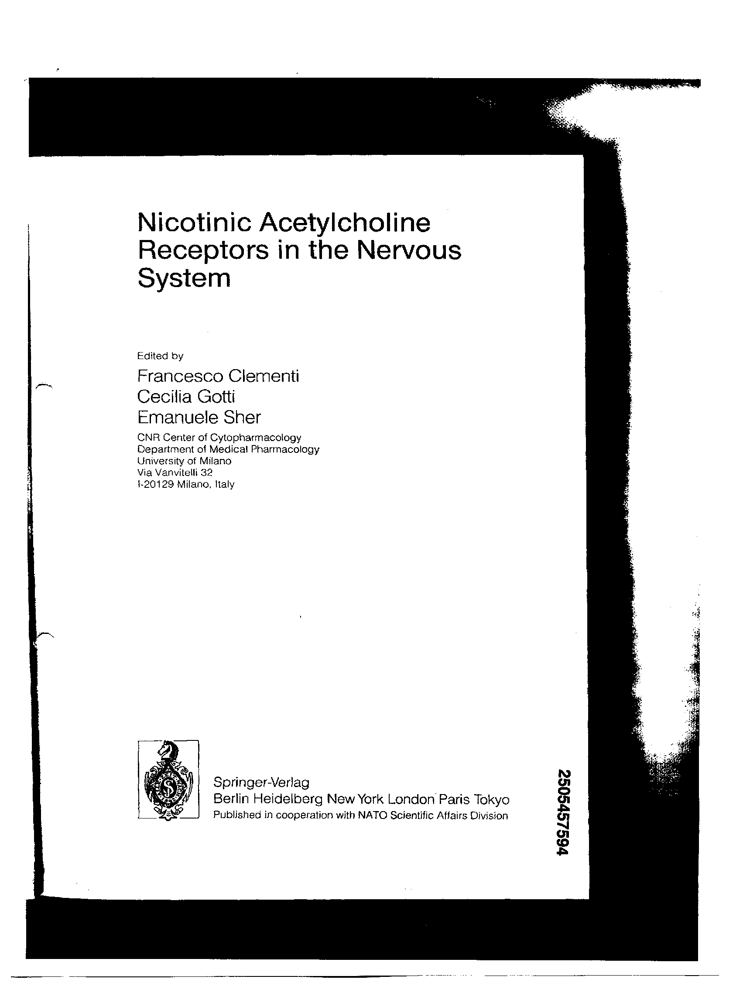 Nicotinic Acetylcholine
Receptors in the Nervous
System
Edited by
Francesco Clementi
Cecilia Gotti
Emanuele Sher
CNR Center of Cytopharmacology
Department of Medical Pharmacology
University of Milano
Via Vanvitelli 32
I-20129 Milano, Italy
S
Springer-Verlag
Berlin Heidelberg New York London Paris Tokyo
Published in cooperation with NATO Scientific Affairs Division
2505457594